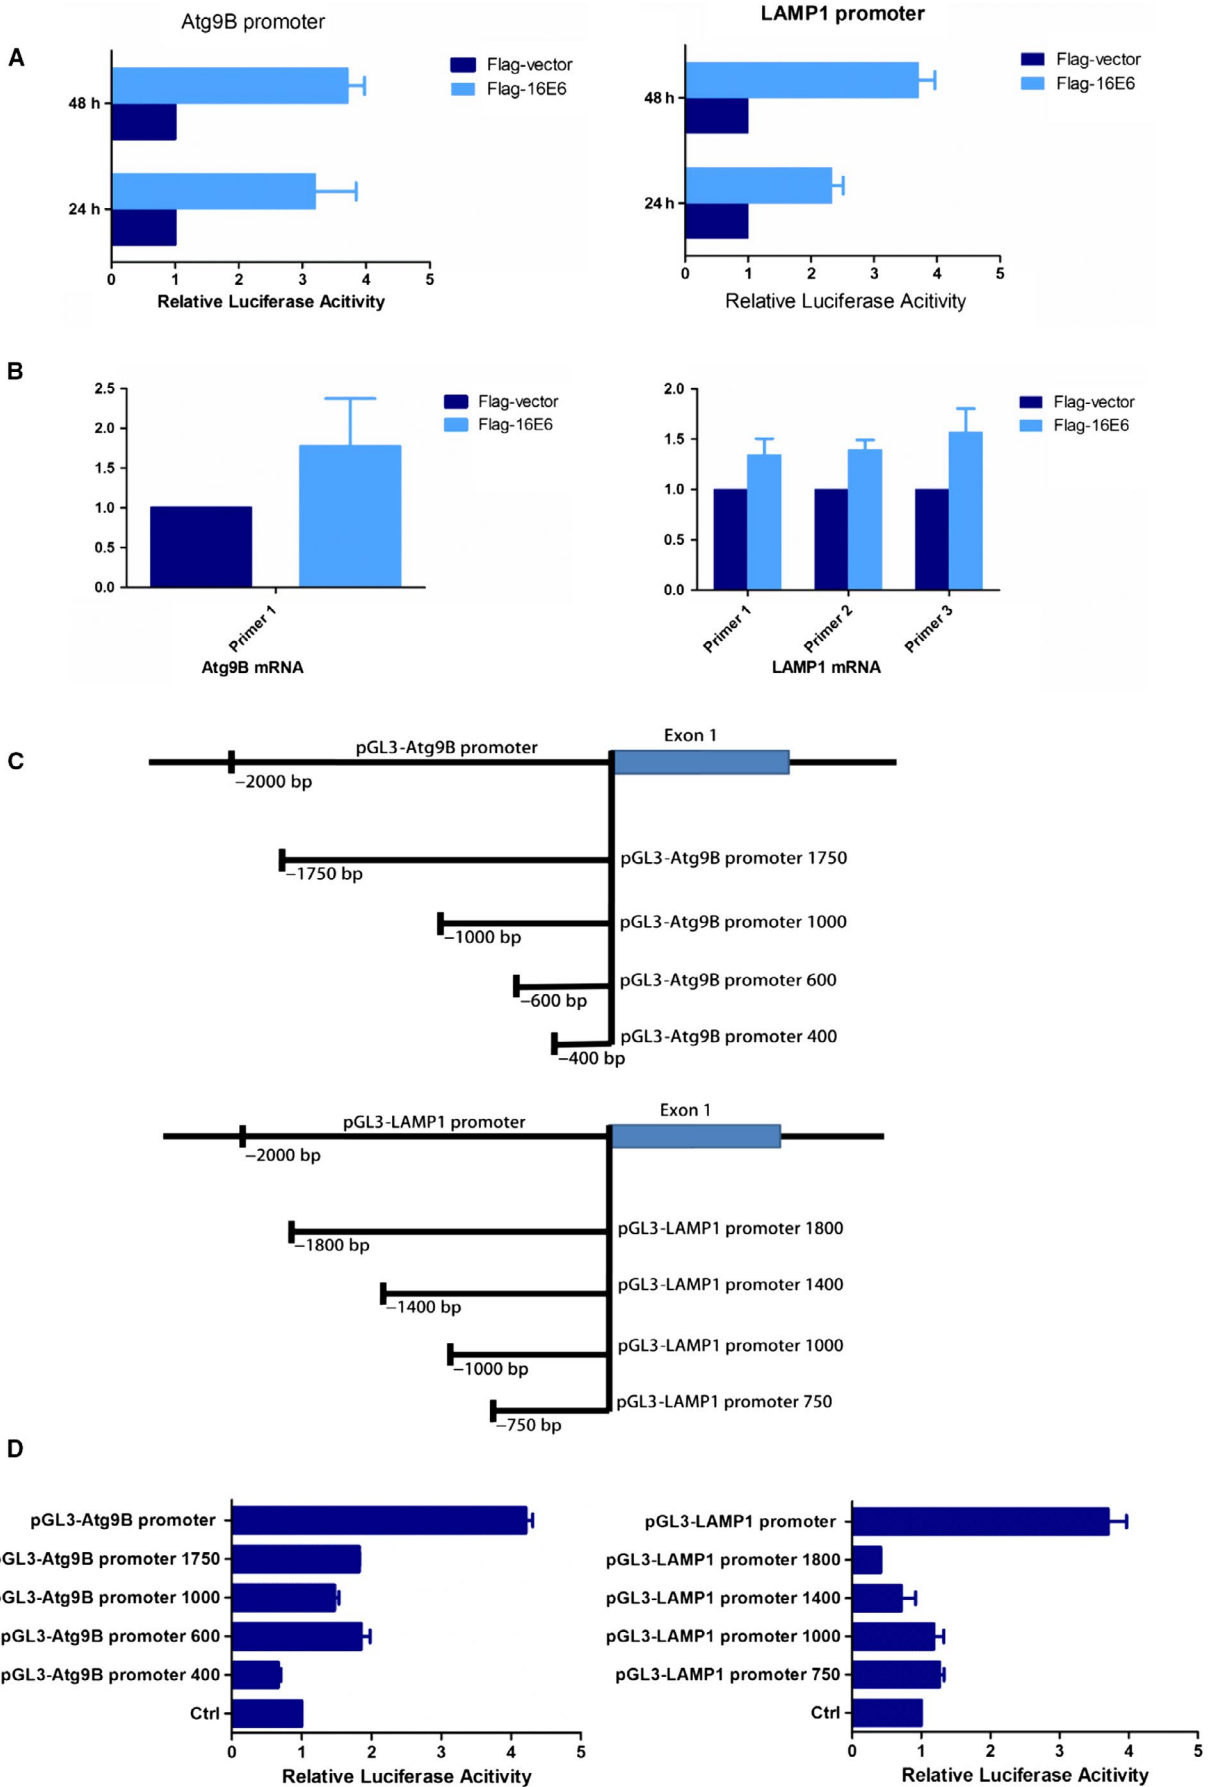 A
Atg9B promoter
Flag-vector
Flag-16E6
48 h
24 h
0 1 2 3 4 5
Relative Luciferase Acitivity
LAMP1 promoter
Flag-vector
Flag-16E6
48 h
24 h
0 1 2 3 4 5
Relative Luciferase Acitivity
B
2.5
2.0
1.5
1.0
0.5
0.0
Flag-vector
Flag-16E6
Primer 1
Atg9B mRNA
2.0
1.5
1.0
0.5
0.0
Flag-vector
Flag-16E6
Primer 1
Primer 2
Primer 3
LAMP1 mRNA
C
pGL3-Atg9B promoter
Exon 1
−2000 bp
pGL3-Atg9B promoter 1750
−1750 bp
pGL3-Atg9B promoter 1000
−1000 bp
pGL3-Atg9B promoter 600
−600 bp
pGL3-Atg9B promoter 400
−400 bp
pGL3-LAMP1 promoter
Exon 1
−2000 bp
pGL3-LAMP1 promoter 1800
−1800 bp
pGL3-LAMP1 promoter 1400
−1400 bp
pGL3-LAMP1 promoter 1000
−1000 bp
pGL3-LAMP1 promoter 750
−750 bp
D
pGL3-Atg9B promoter
GL3-Atg9B promoter 1750
GL3-Atg9B promoter 1000
pGL3-Atg9B promoter 600
pGL3-Atg9B promoter 400
Ctrl
0 1 2 3 4 5
Relative Luciferase Acitivity
pGL3-LAMP1 promoter
pGL3-LAMP1 promoter 1800
pGL3-LAMP1 promoter 1400
pGL3-LAMP1 promoter 1000
pGL3-LAMP1 promoter 750
Ctrl
0 1 2 3 4 5
Relative Luciferase Acitivity